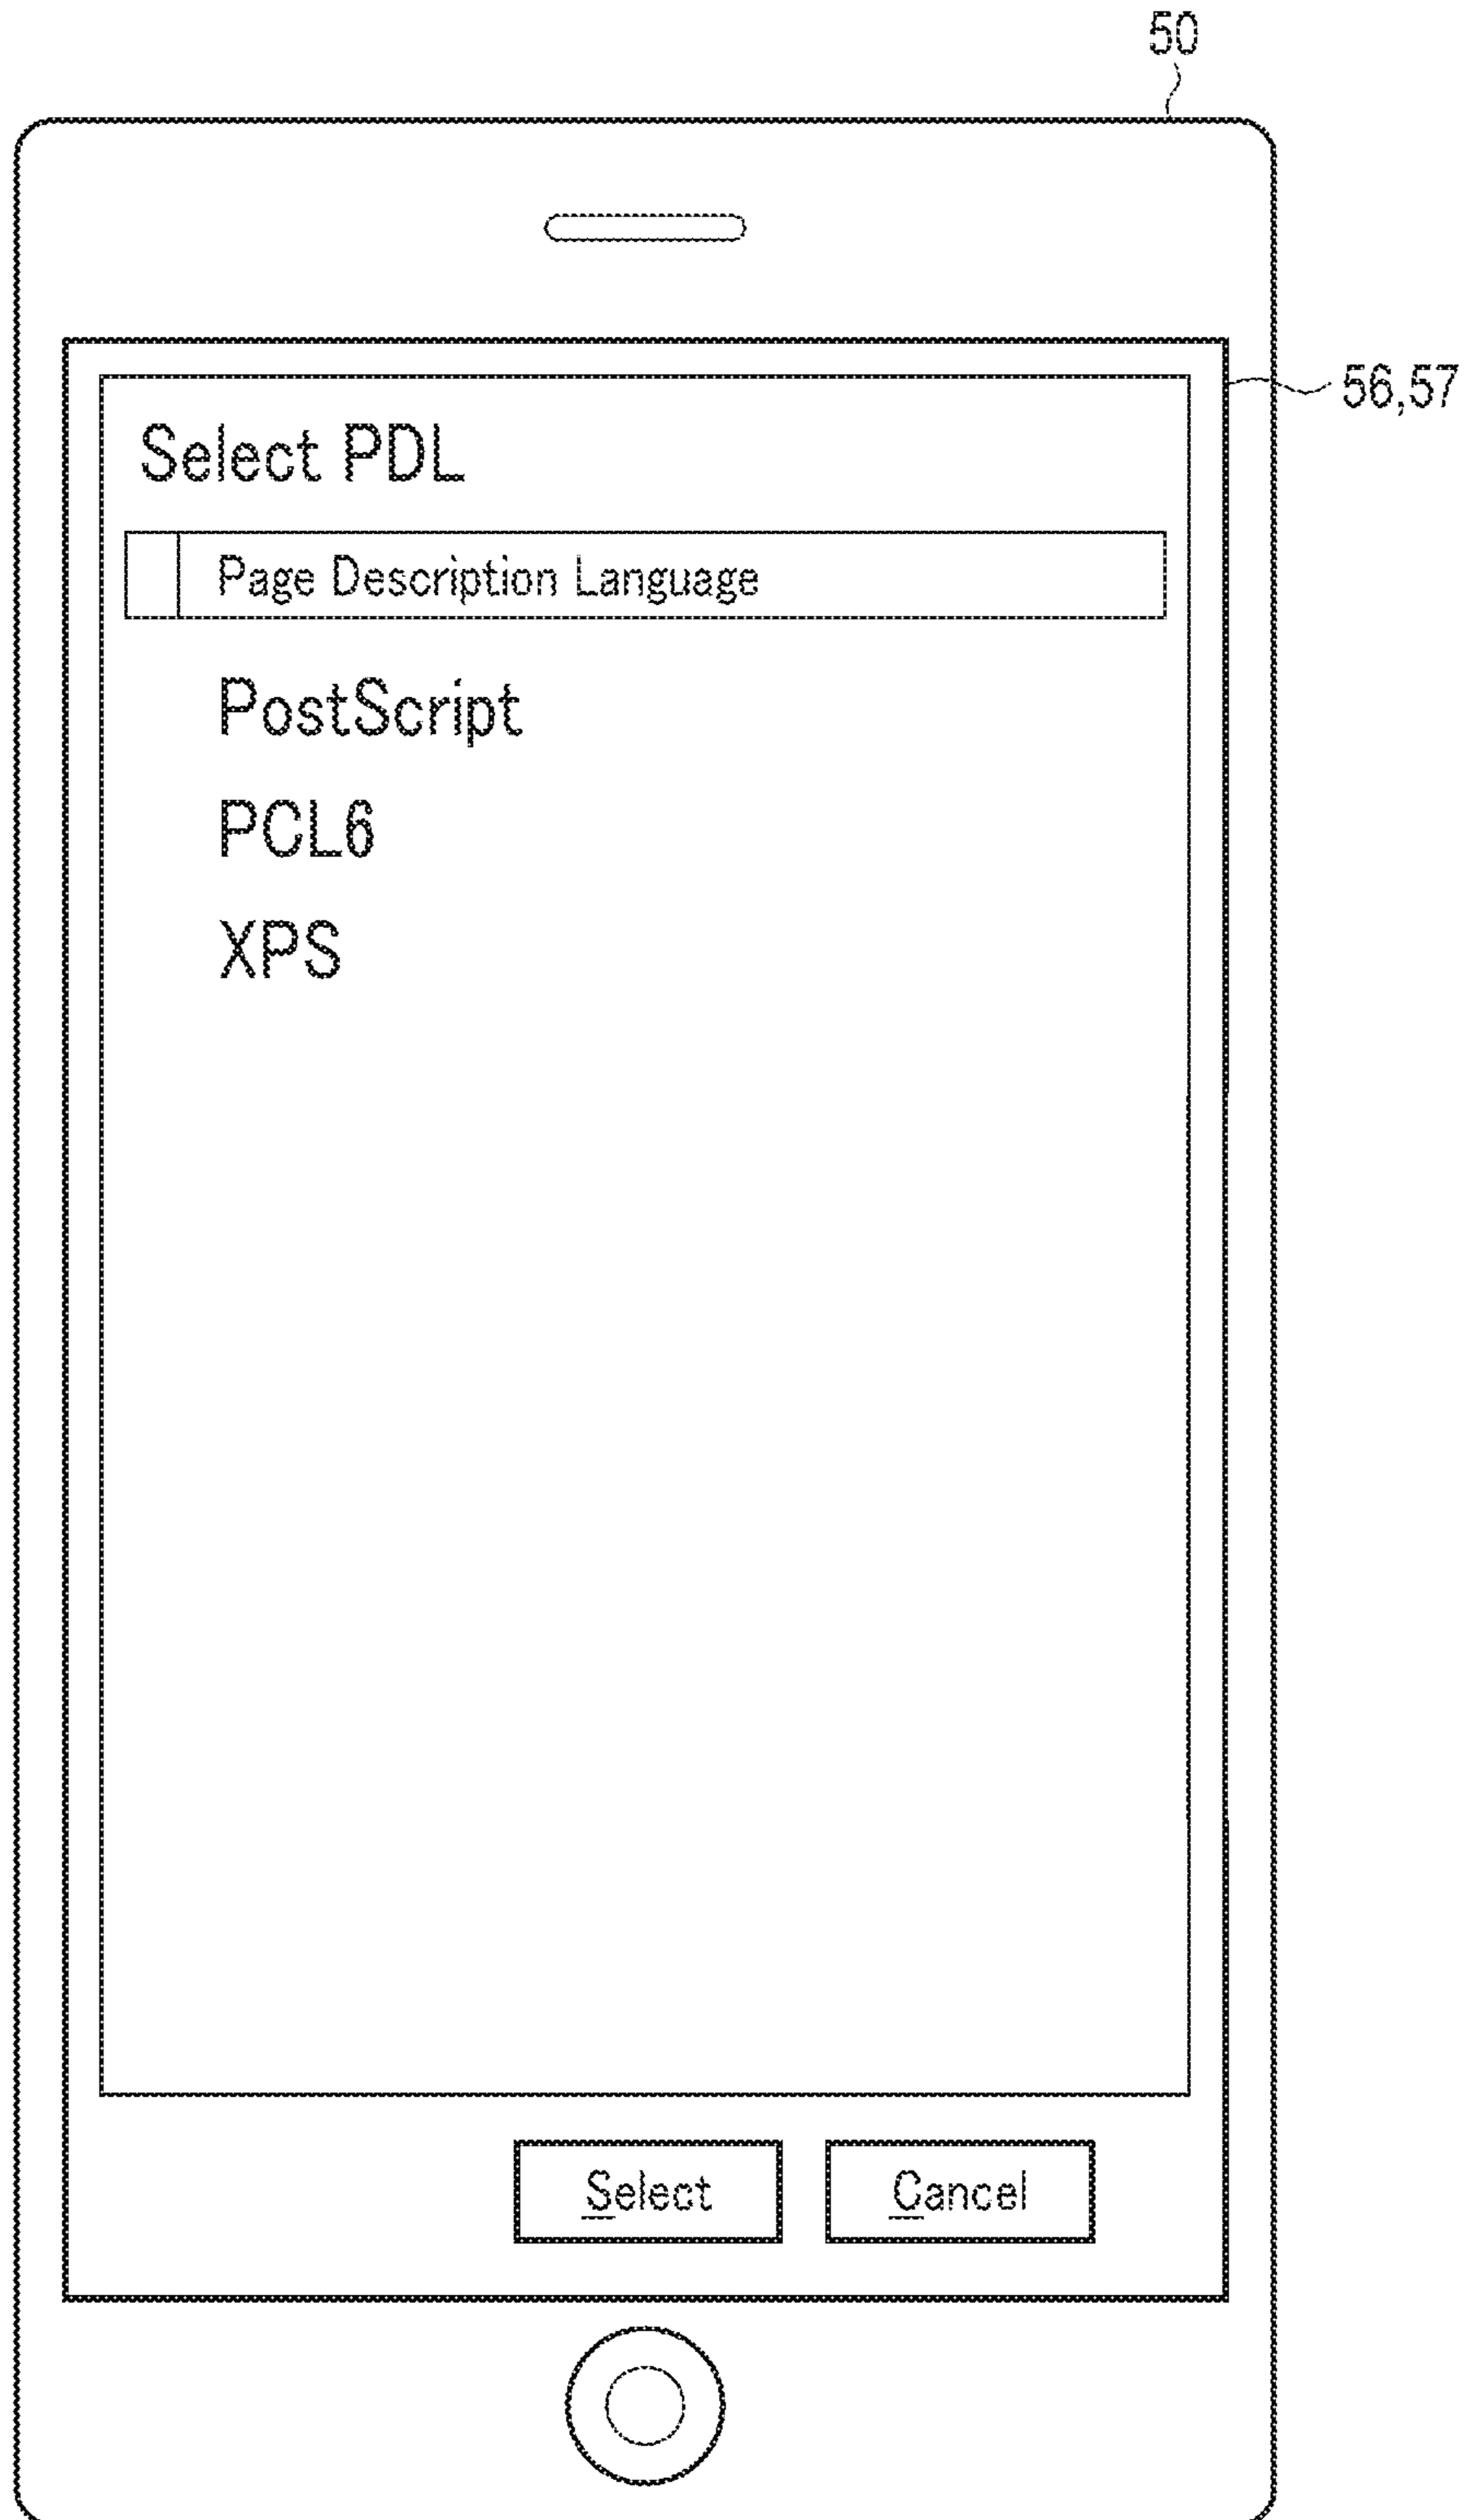 50
56,57
Select PDL
Page Description Language
PostScript
PCL6
XPS
Select Cancel